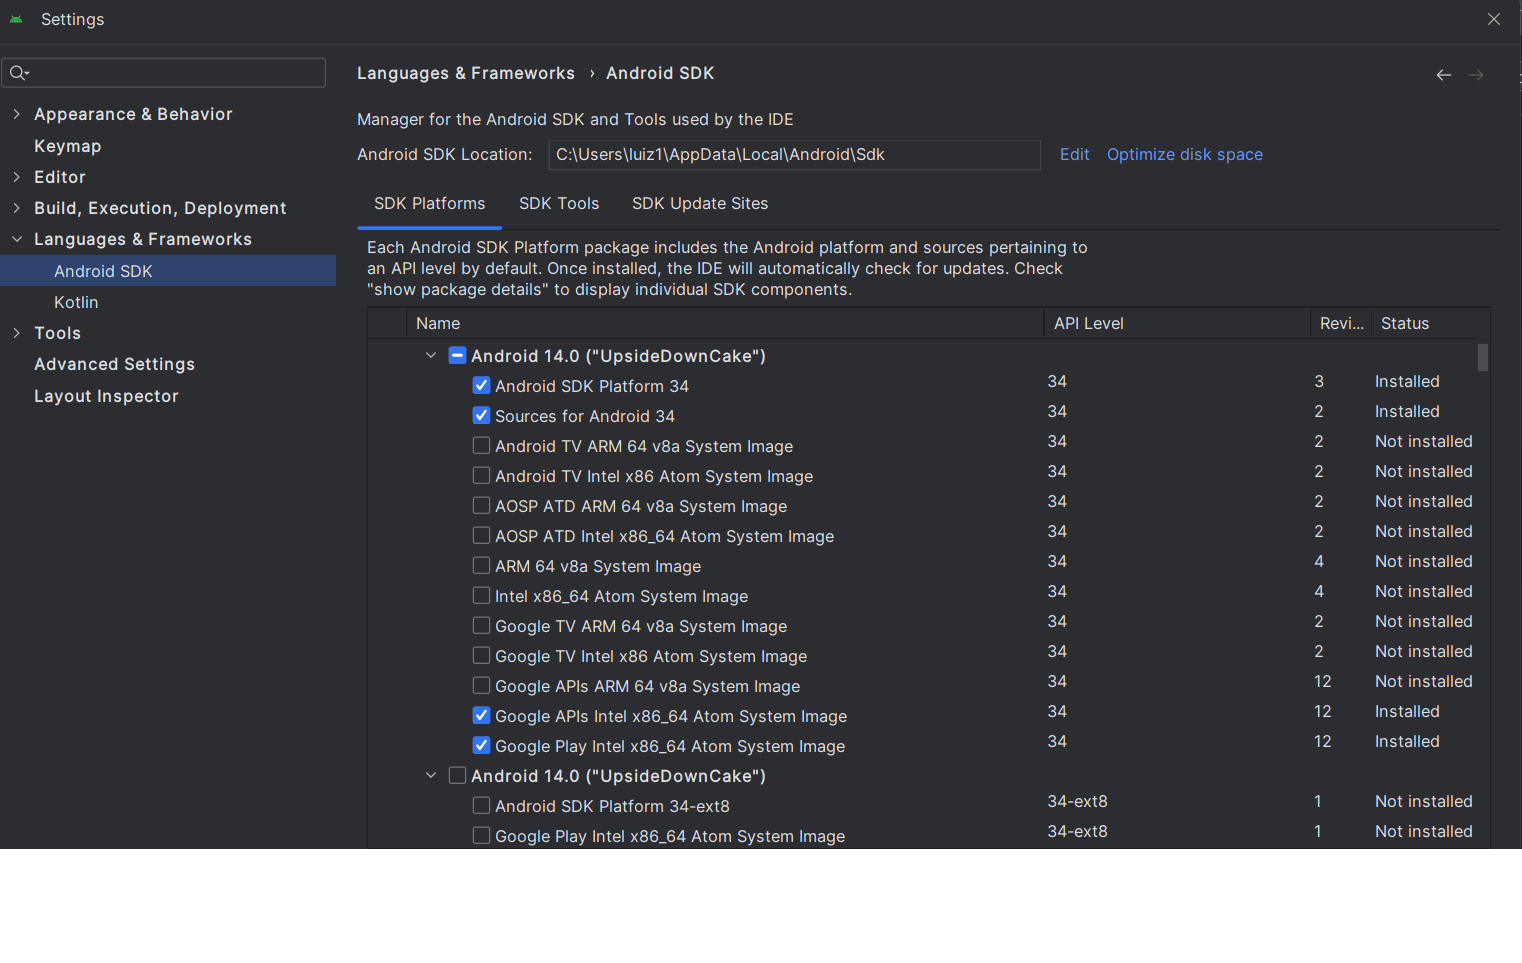 Settings
Appearance & Behavior
Keymap
Editor
Build, Execution, Deployment
Languages & Frameworks
Android SDK
Kotlin
Tools
Advanced Settings
Layout Inspector
Languages & Frameworks › Android SDK
Manager for the Android SDK and Tools used by the IDE
Android SDK Location: C:\Users\luiz1\AppData\Local\Android\Sdk Edit Optimize disk space
SDK Platforms SDK Tools SDK Update Sites
Each Android SDK Platform package includes the Android platform and sources pertaining to
an API level by default. Once installed, the IDE will automatically check for updates. Check
"show package details" to display individual SDK components.
Name API Level Revi... Status
Android 14.0 ("UpsideDownCake")
Android SDK Platform 34 34 3 Installed
Sources for Android 34 34 2 Installed
Android TV ARM 64 v8a System Image 34 2 Not installed
Android TV Intel x86 Atom System Image 34 2 Not installed
AOSP ATD ARM 64 v8a System Image 34 2 Not installed
AOSP ATD Intel x86_64 Atom System Image 34 2 Not installed
ARM 64 v8a System Image 34 4 Not installed
Intel x86_64 Atom System Image 34 4 Not installed
Google TV ARM 64 v8a System Image 34 2 Not installed
Google TV Intel x86 Atom System Image 34 2 Not installed
Google APIs ARM 64 v8a System Image 34 12 Not installed
Google APIs Intel x86_64 Atom System Image 34 12 Installed
Google Play Intel x86_64 Atom System Image 34 12 Installed
Android 14.0 ("UpsideDownCake")
Android SDK Platform 34-ext8 34-ext8 1 Not installed
Google Play Intel x86_64 Atom System Image 34-ext8 1 Not installed